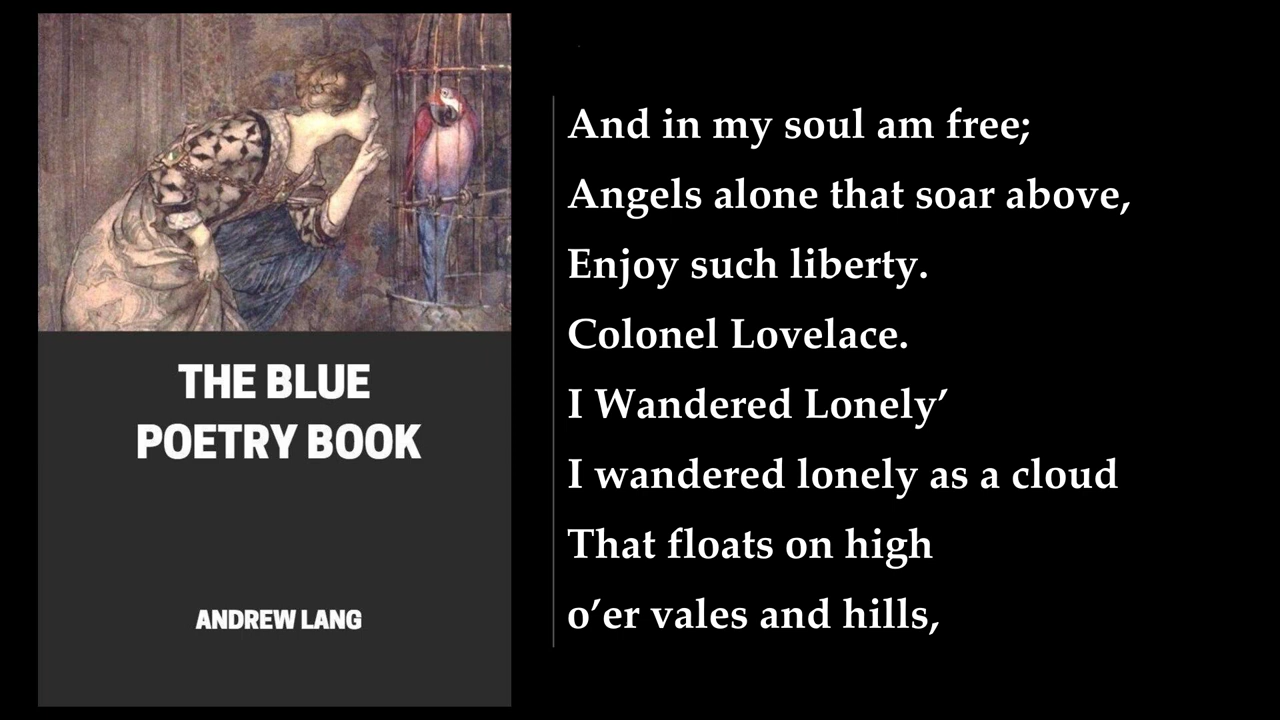 THE BLUE
POETRY BOOK
ANDREW LANG
And in my soul am free;
Angels alone that soar above,
Enjoy such liberty.
Colonel Lovelace.
I Wandered Lonely’
I wandered lonely as a cloud
That floats on high
o’er vales and hills,